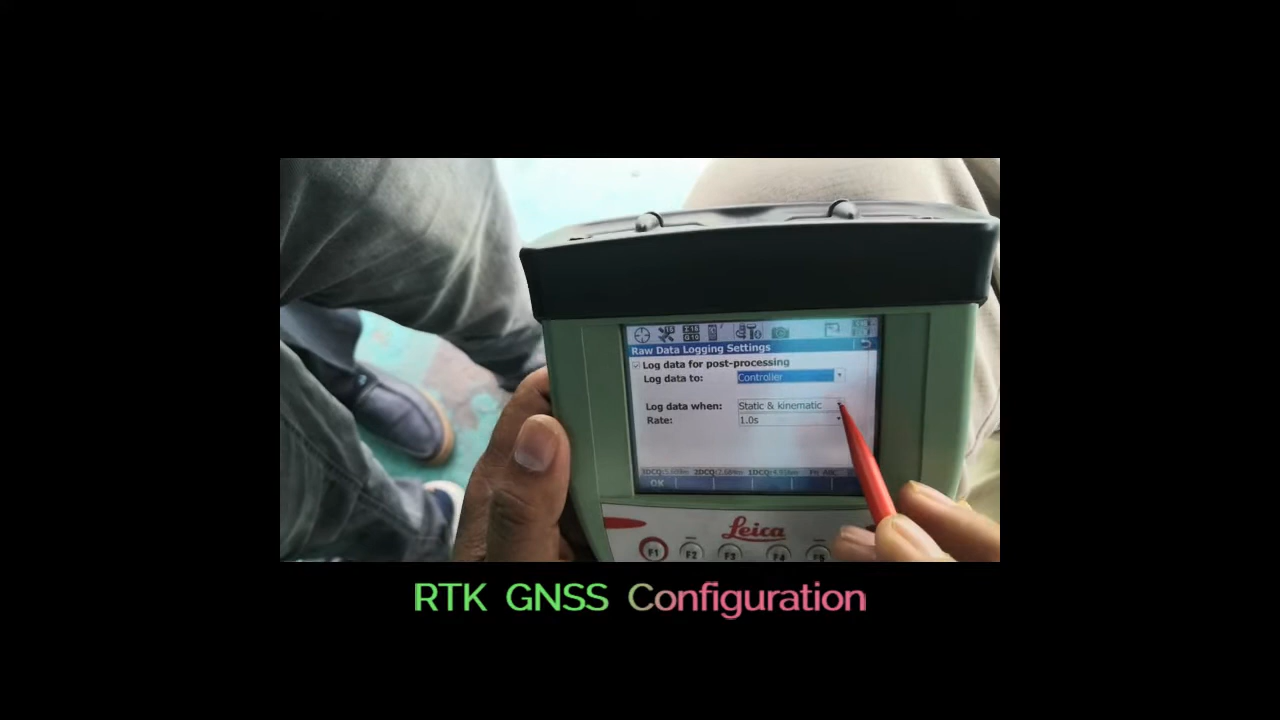 Raw Data Logging Settings
Log data for post-processing
Log data to: Controller
Log data when: Static & kinematic
Rate: 1.0s
OK
Leica
F1 F2 F3 F4 F5
RTK GNSS Configuration